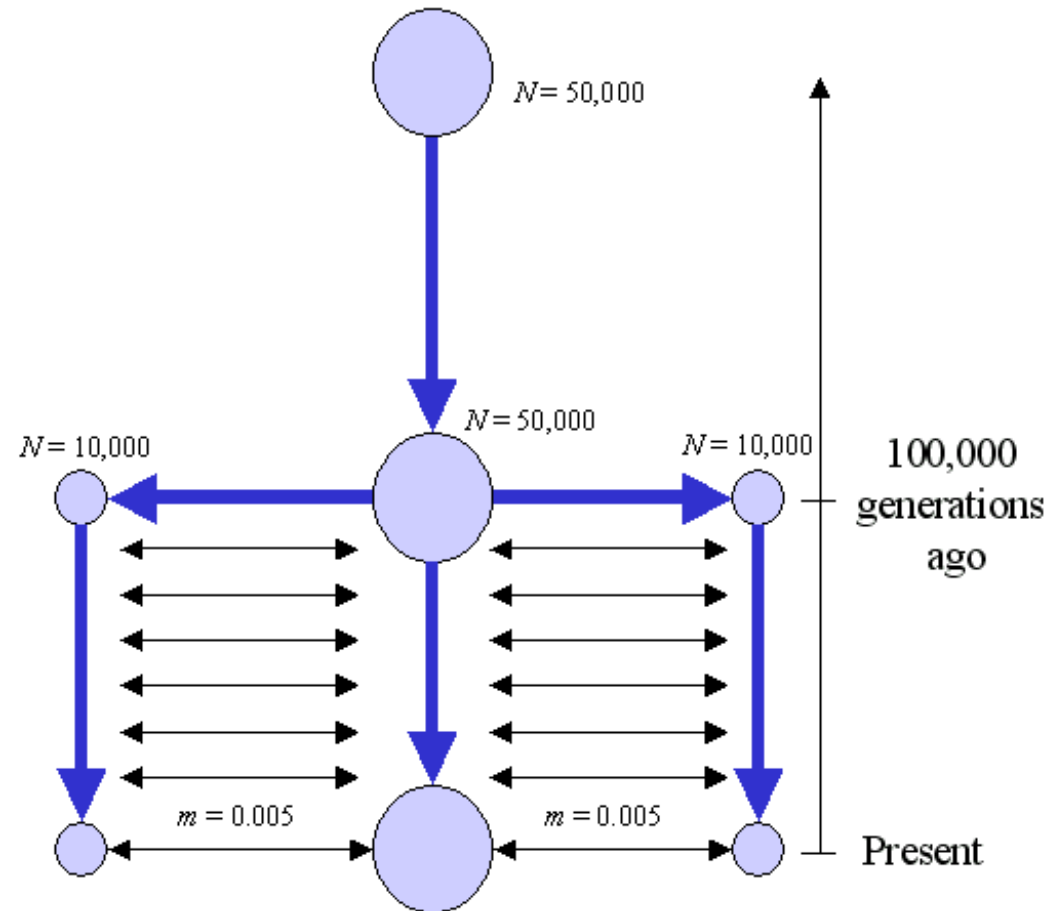 N = 50,000
N = 50,000
N = 10,000
N = 10,000
100,000
generations
ago
m = 0.005
m = 0.005
Present